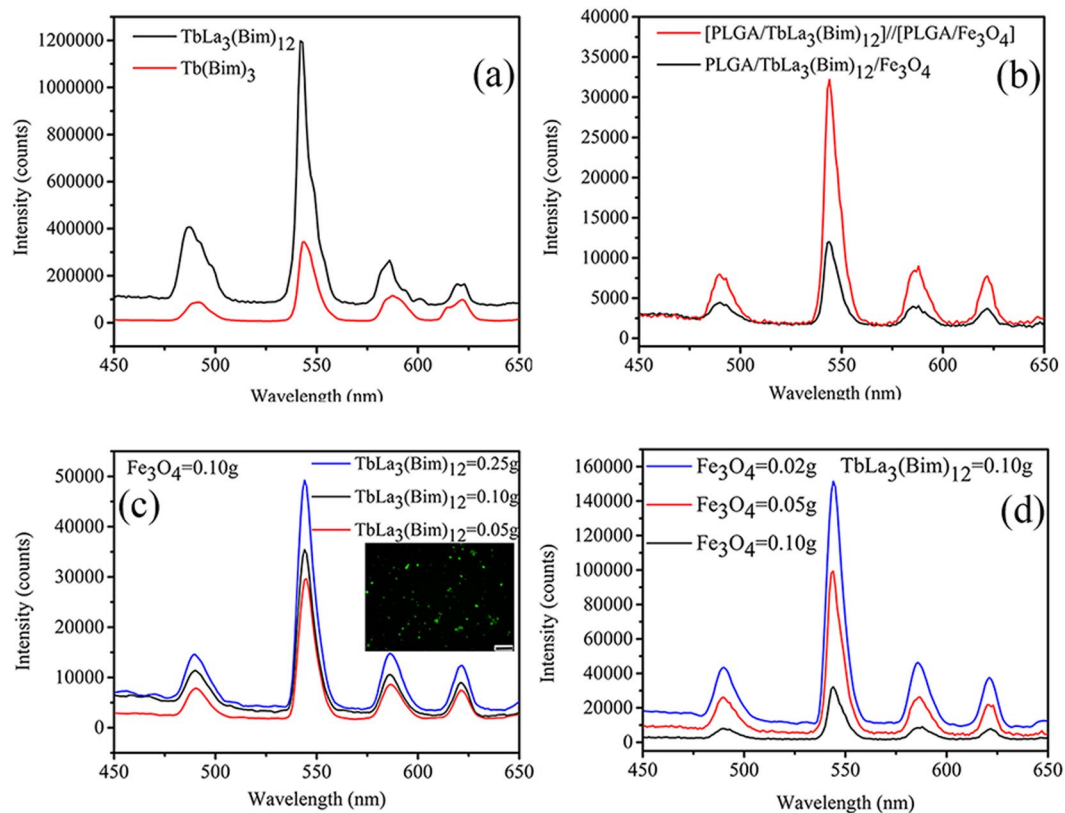 1200000
1000000
800000
600000
400000
200000
0
Intensity (counts)
TbLa₃(Bim)₁₂
Tb(Bim)₃
(a)
450 500 550 600 650
Wavelength (nm)
40000
35000
30000
25000
20000
15000
10000
5000
0
Intensity (counts)
[PLGA/TbLa₃(Bim)₁₂]//[PLGA/Fe₃O₄]
PLGA/TbLa₃(Bim)₁₂/Fe₃O₄
(b)
450 500 550 600 650
Wavelength (nm)
50000
40000
30000
20000
10000
0
Intensity (counts)
Fe₃O₄=0.10g
(c)
TbLa₃(Bim)₁₂=0.25g
TbLa₃(Bim)₁₂=0.10g
TbLa₃(Bim)₁₂=0.05g
450 500 550 600 650
Wavelength (nm)
160000
140000
120000
100000
80000
60000
40000
20000
0
Intensity (counts)
Fe₃O₄=0.02g
Fe₃O₄=0.05g
Fe₃O₄=0.10g
TbLa₃(Bim)₁₂=0.10g
(d)
450 500 550 600 650
Wavelength (nm)